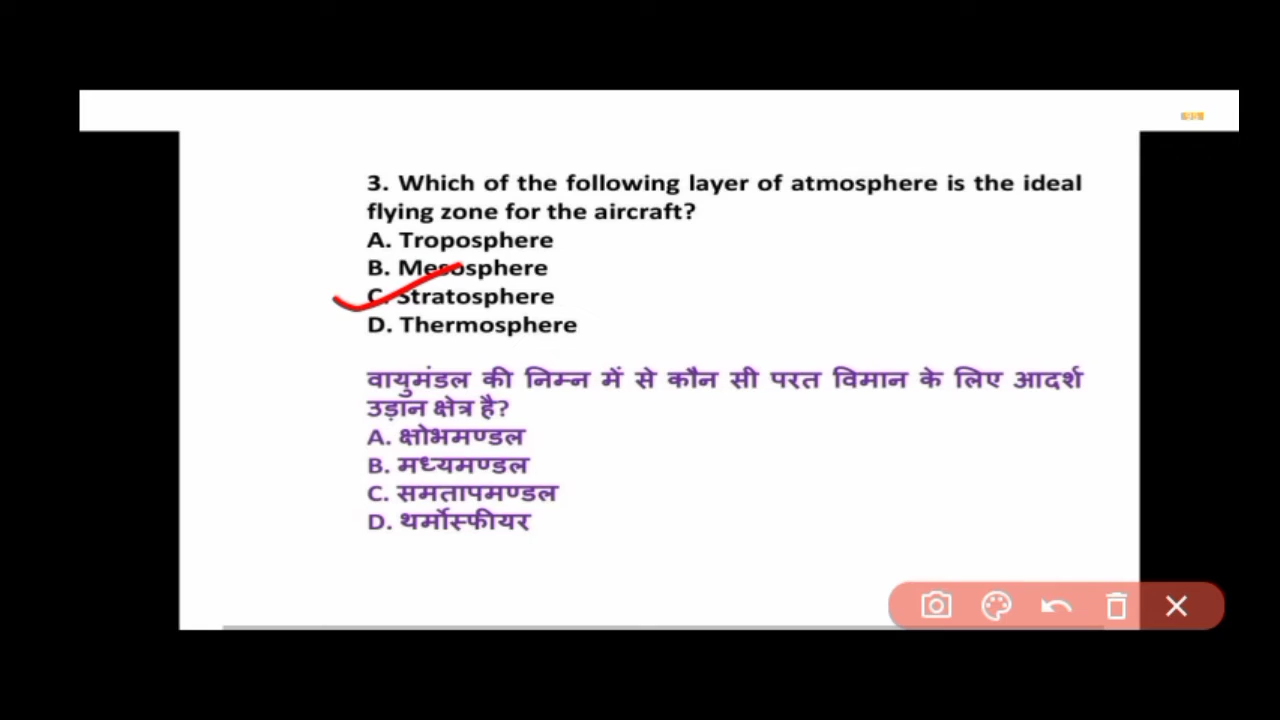 3. Which of the following layer of atmosphere is the ideal
flying zone for the aircraft?
A. Troposphere
B. Mesosphere
C. Stratosphere
D. Thermosphere
वायुमंडल की निम्न में से कौन सी परत विमान के लिए आदर्श
उड़ान क्षेत्र है?
A. क्षोभमण्डल
B. मध्यमण्डल
C. समतापमण्डल
D. थर्मोस्फीयर